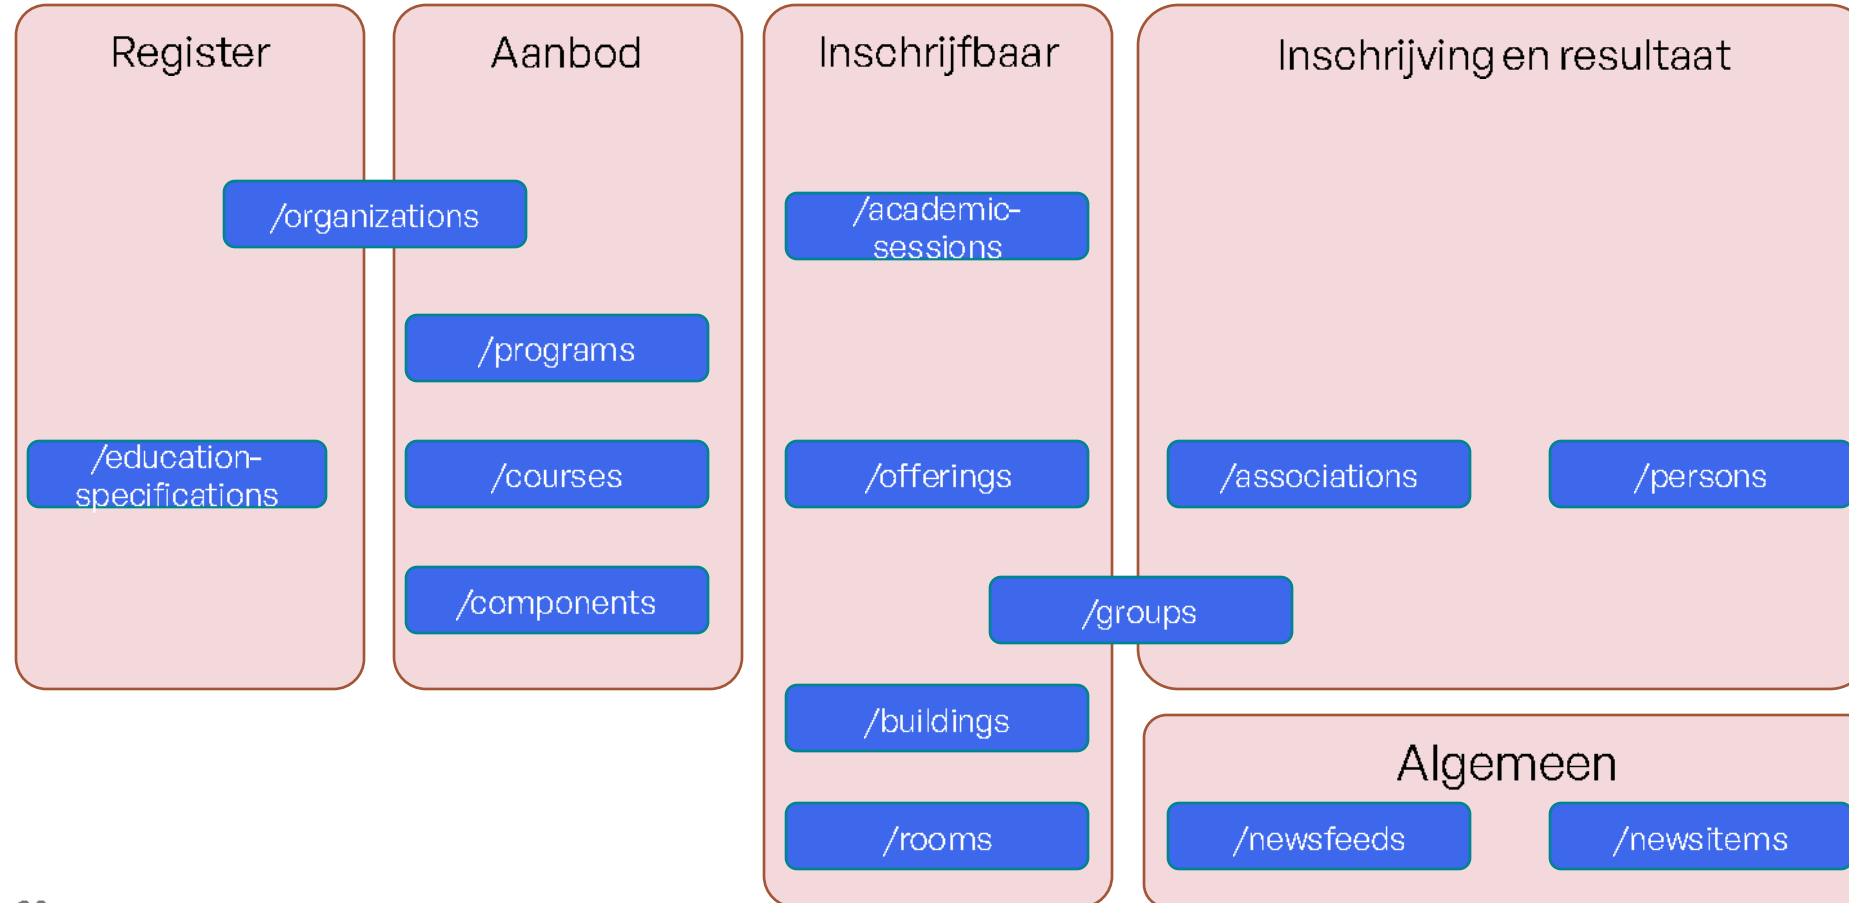 Register
Aanbod
Inschrijfbaar
Inschrijving en resultaat
/organizations
/academic-
sessions
/programs
/education-
specifications
/courses
/offerings
/associations
/persons
/components
/groups
/buildings
Algemeen
/rooms
/newsfeeds
/newsitems